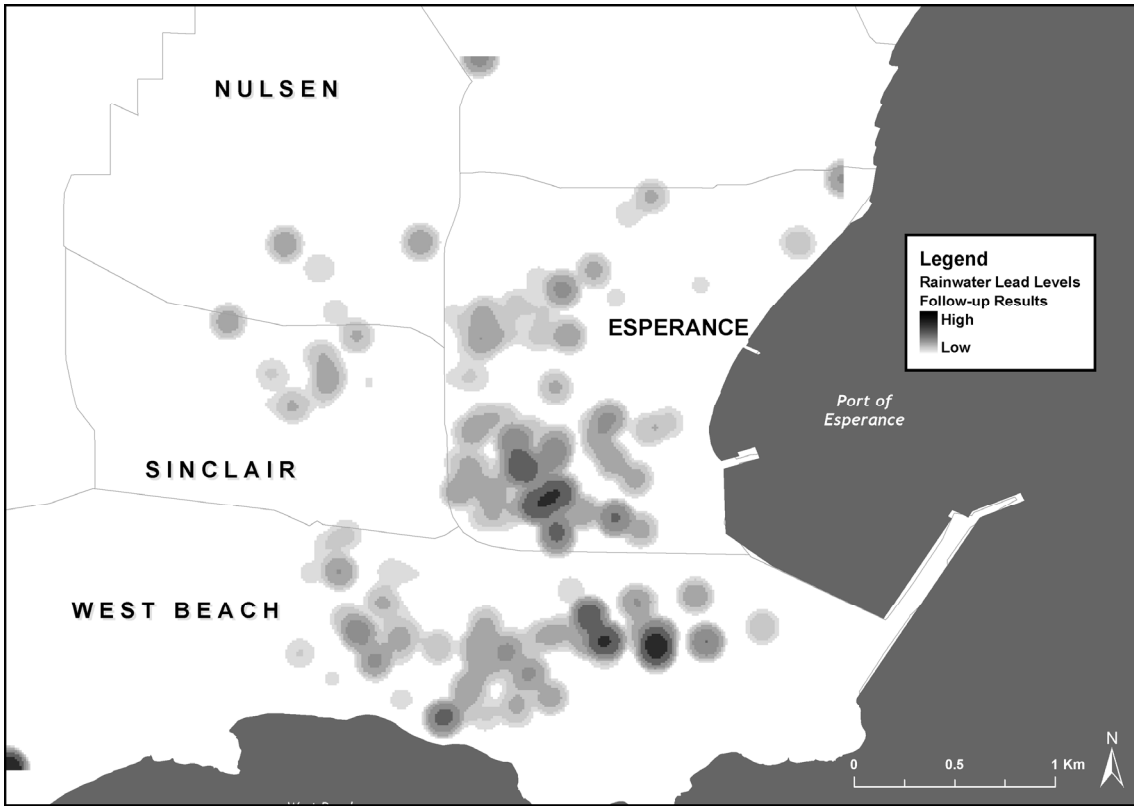 NULSEN
Legend
Rainwater Lead Levels
Follow-up Results
High
Low
ESPERANCE
Port of
Esperance
SINCLAIR
WEST BEACH
N
0 0.5 1 Km